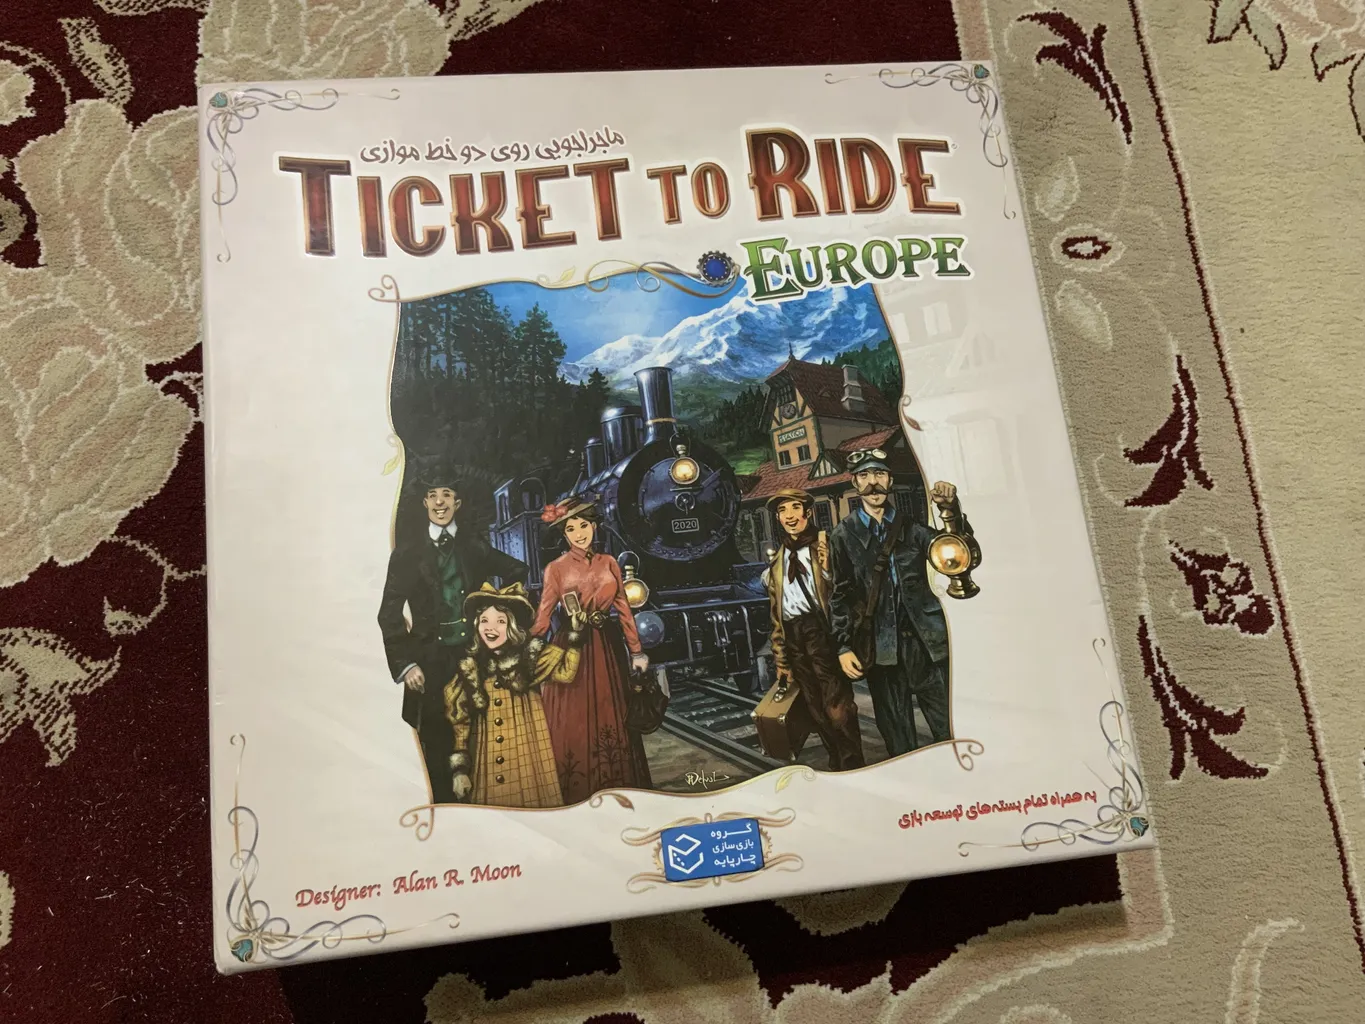 ماجراجویی روی دو خط موازی
TICKET TO RIDE
EUROPE
STATION
2020
به همراه تمام بسته‌های توسعه بازی
گروه
بازی‌سازی
چارپایه
Designer: Alan R. Moon